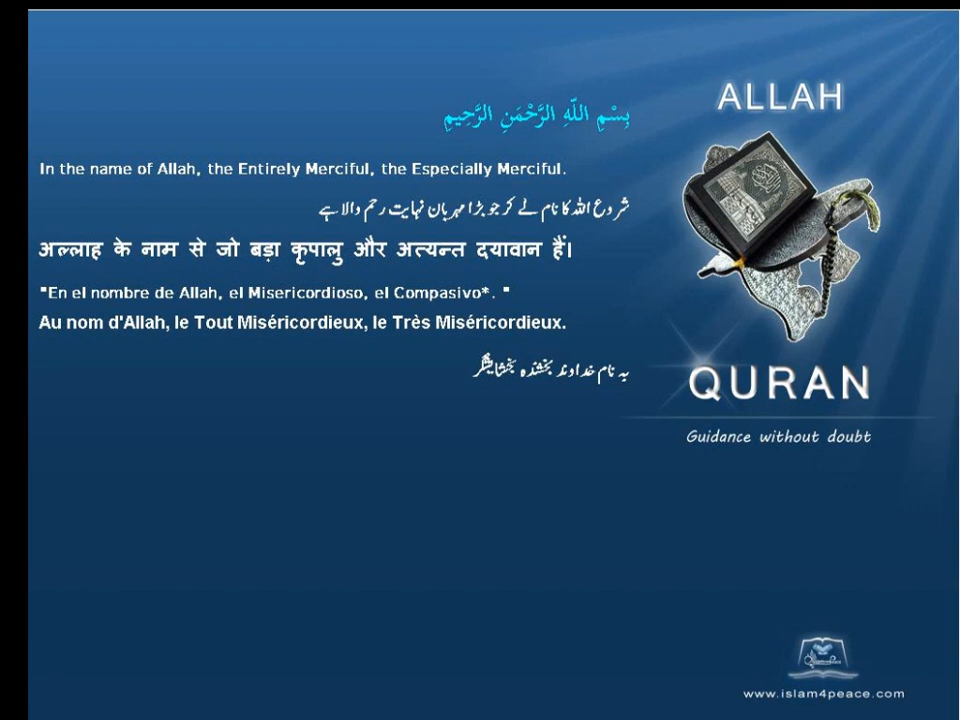 بِسْمِ اللّهِ الرَّحْمَنِ الرَّحِيمِ
In the name of Allah, the Entirely Merciful, the Especially Merciful.
شروع الله کا نام لے کر جو بڑا مہربان نہایت رحم والا ہے
अल्लाह के नाम से जो बड़ा कृपालु और अत्यन्त दयावान हैं।
"En el nombre de Allah, el Misericordioso, el Compasivo*. "
Au nom d'Allah, le Tout Miséricordieux, le Très Miséricordieux.
به نام خداوند بخشنده بخشایشگر
ALLAH
QURAN
Guidance without doubt
www.islam4peace.com